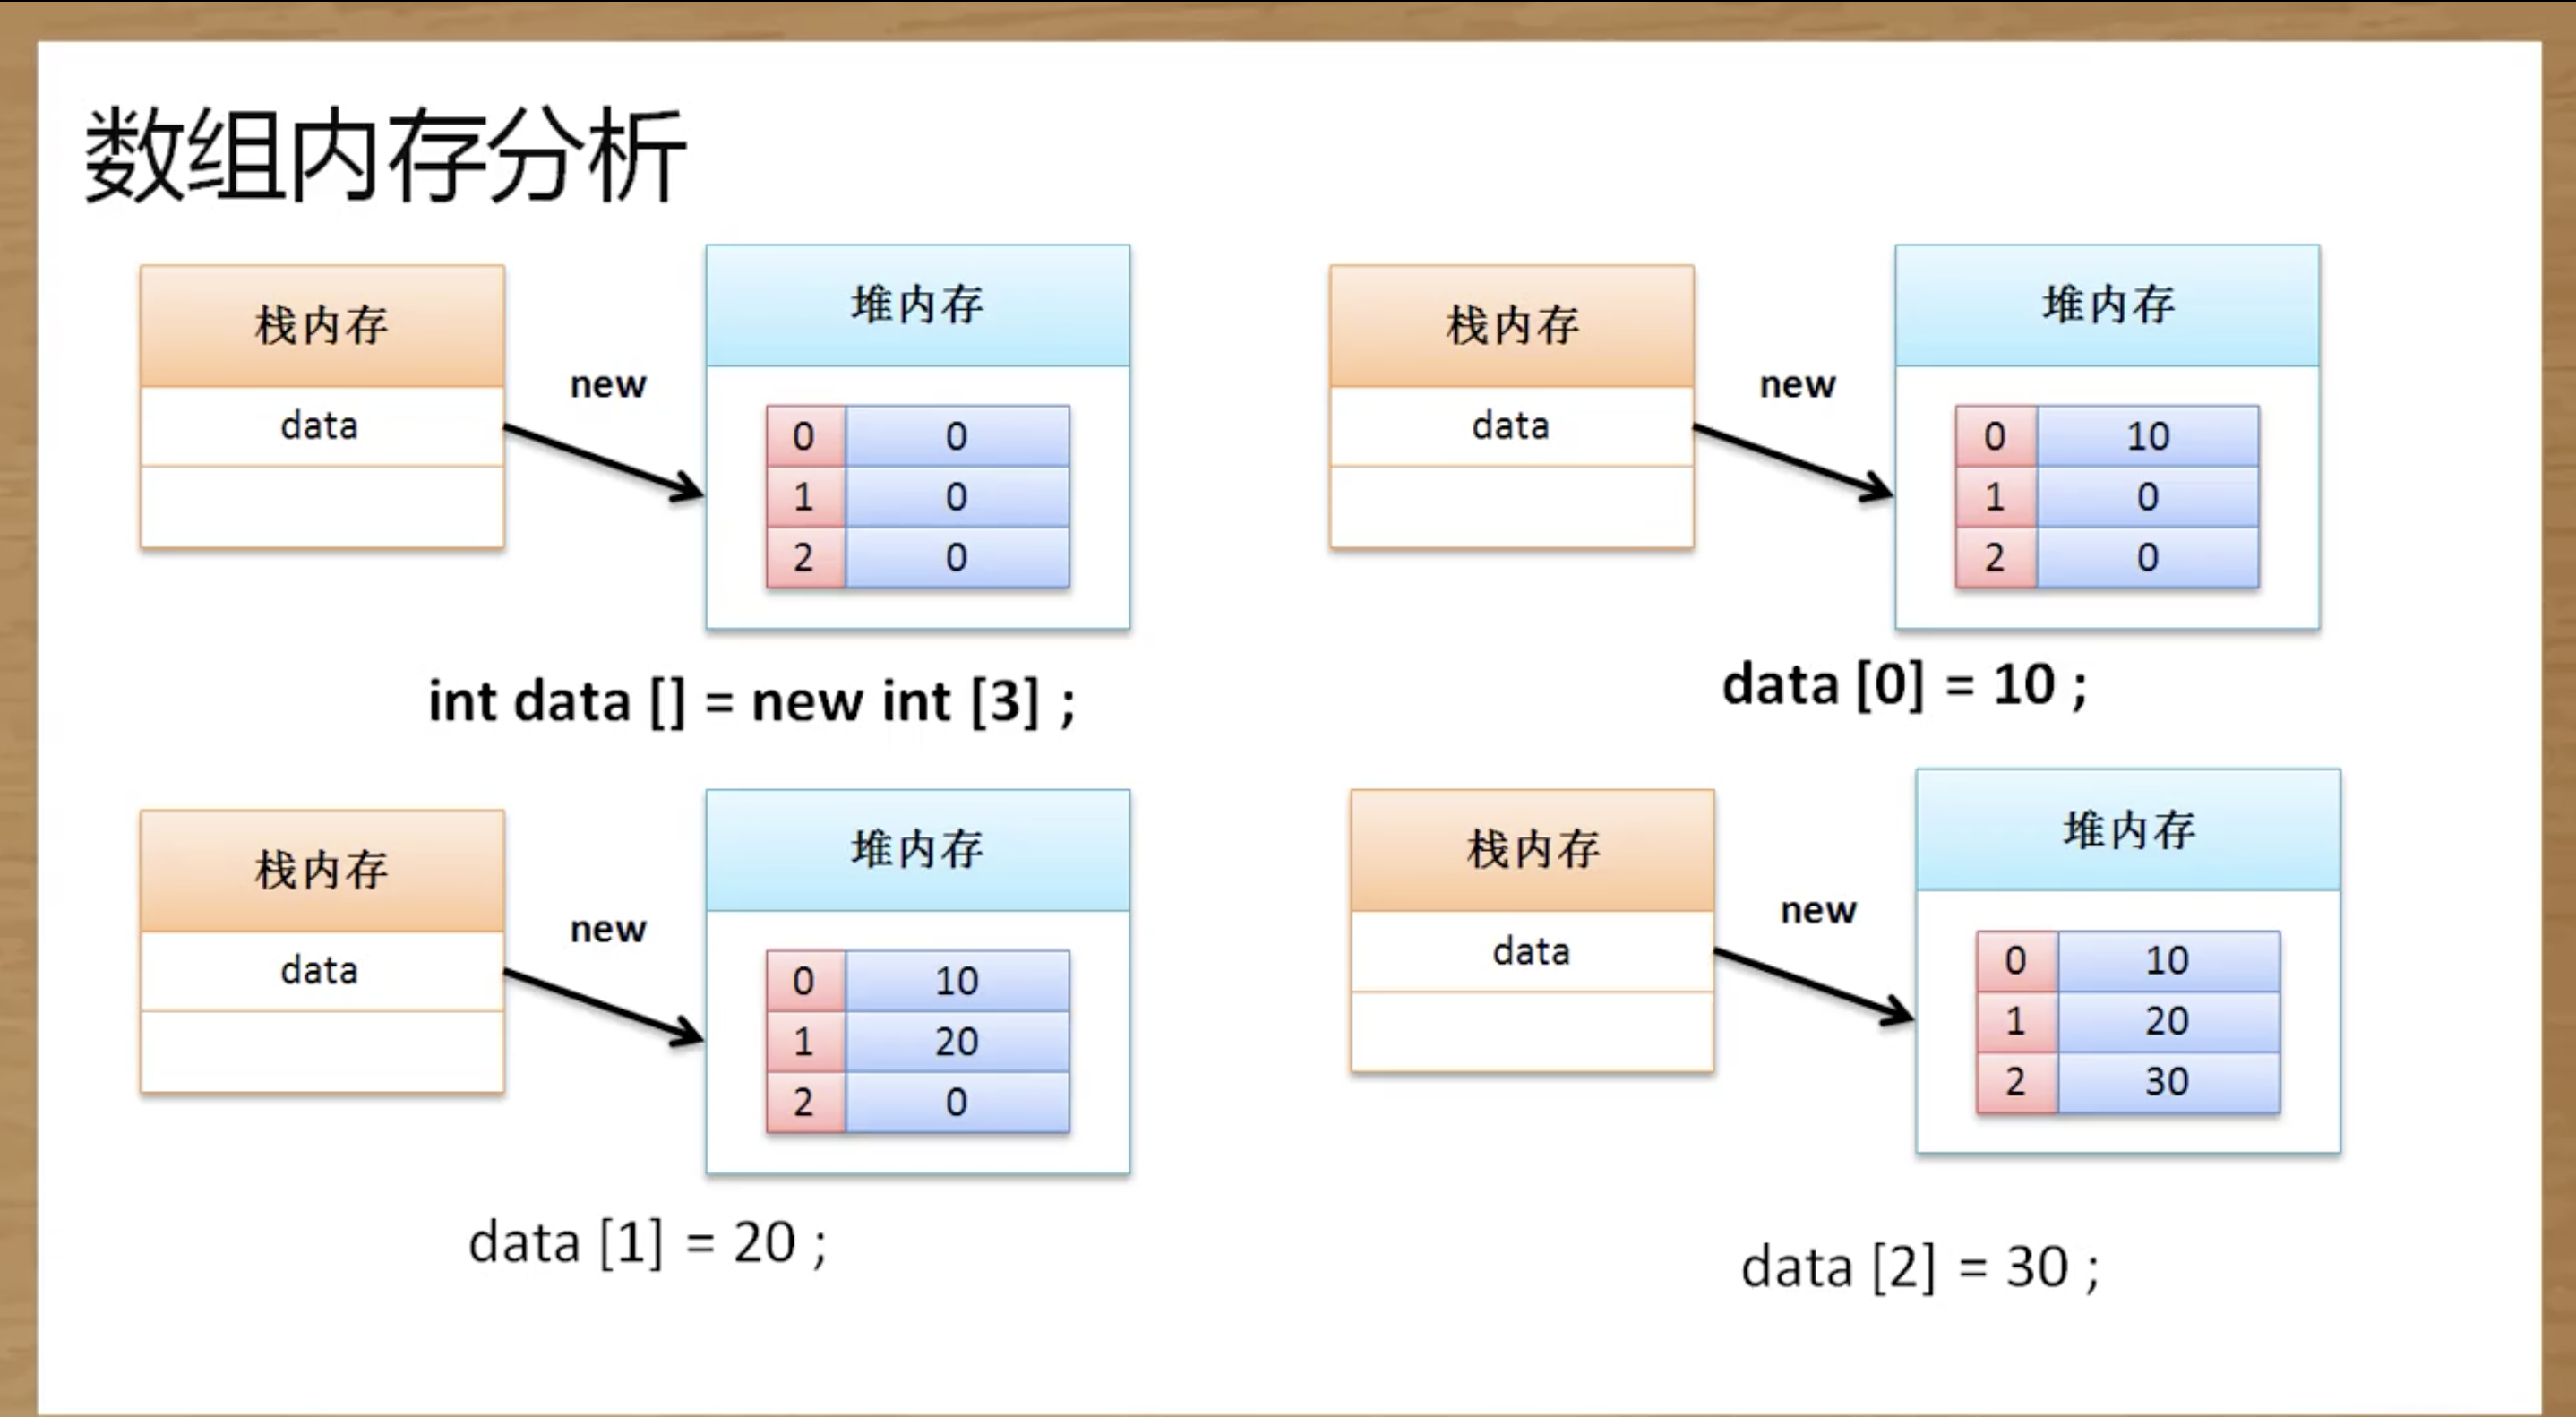 数组内存分析
栈内存
data
new
堆内存
0 0
1 0
2 0
int data [] = new int [3] ;
栈内存
data
new
堆内存
0 10
1 0
2 0
data [0] = 10 ;
栈内存
data
new
堆内存
0 10
1 20
2 0
data [1] = 20 ;
栈内存
data
new
堆内存
0 10
1 20
2 30
data [2] = 30 ;